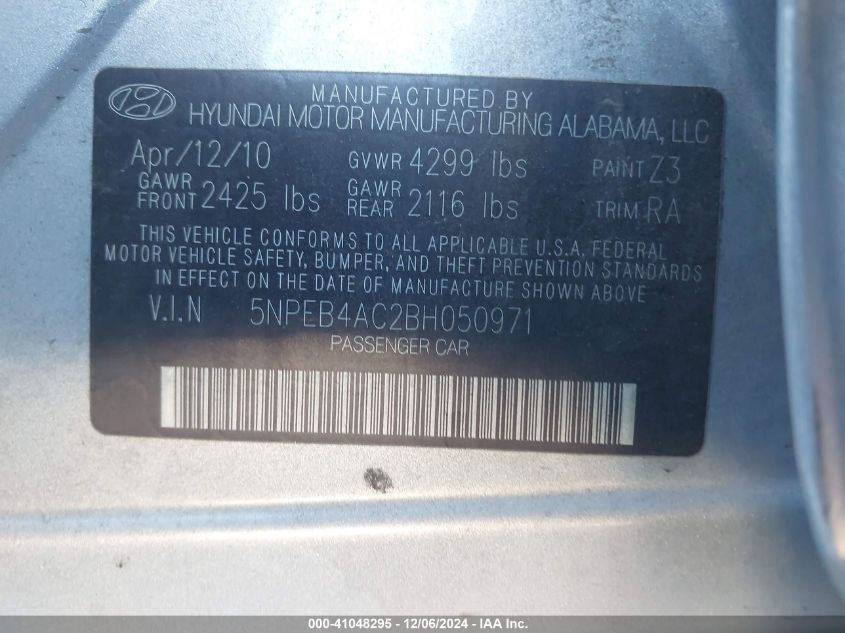 MANUFACTURED BY
HYUNDAI MOTOR MANUFACTURING ALABAMA, LLC
Apr/12/10 GVWR 4299 lbs PAINT Z3
GAWR FRONT 2425 lbs GAWR REAR 2116 lbs TRIM RA
THIS VEHICLE CONFORMS TO ALL APPLICABLE U.S.A. FEDERAL
MOTOR VEHICLE SAFETY, BUMPER, AND THEFT PREVENTION STANDARDS
IN EFFECT ON THE DATE OF MANUFACTURE SHOWN ABOVE.
V.I.N 5NPEB4AC2BH050971
PASSENGER CAR
000-41048295 - 12/06/2024 - IAA Inc.